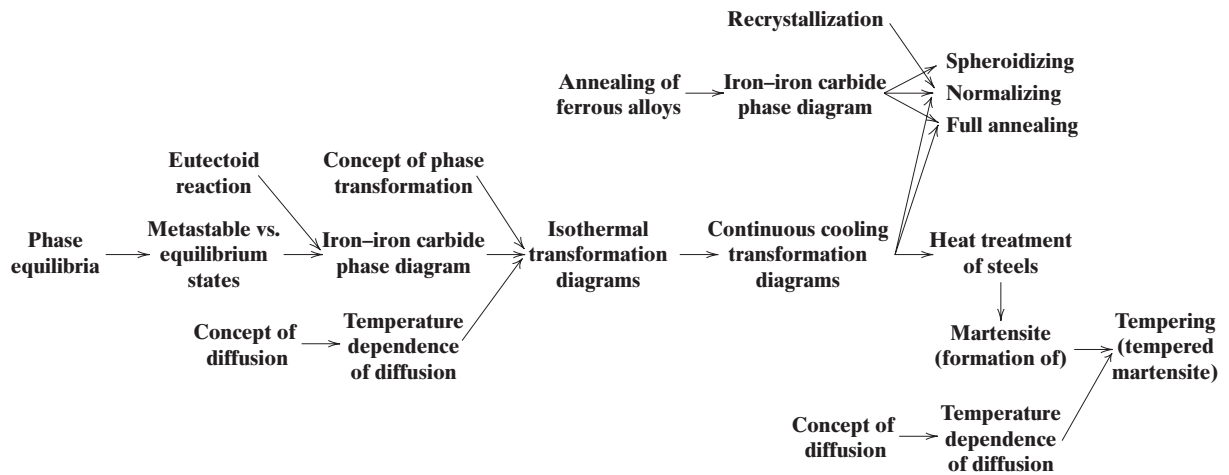 Recrystallization
Spheroidizing
Annealing of
ferrous alloys
Iron–iron carbide
phase diagram
Normalizing
Full annealing
Eutectoid
reaction
Concept of phase
transformation
Phase
equilibria
Metastable vs.
equilibrium
states
Iron–iron carbide
phase diagram
Isothermal
transformation
diagrams
Continuous cooling
transformation
diagrams
Heat treatment
of steels
Concept of
diffusion
Temperature
dependence
of diffusion
Martensite
(formation of)
Tempering
(tempered
martensite)
Concept of
diffusion
Temperature
dependence
of diffusion